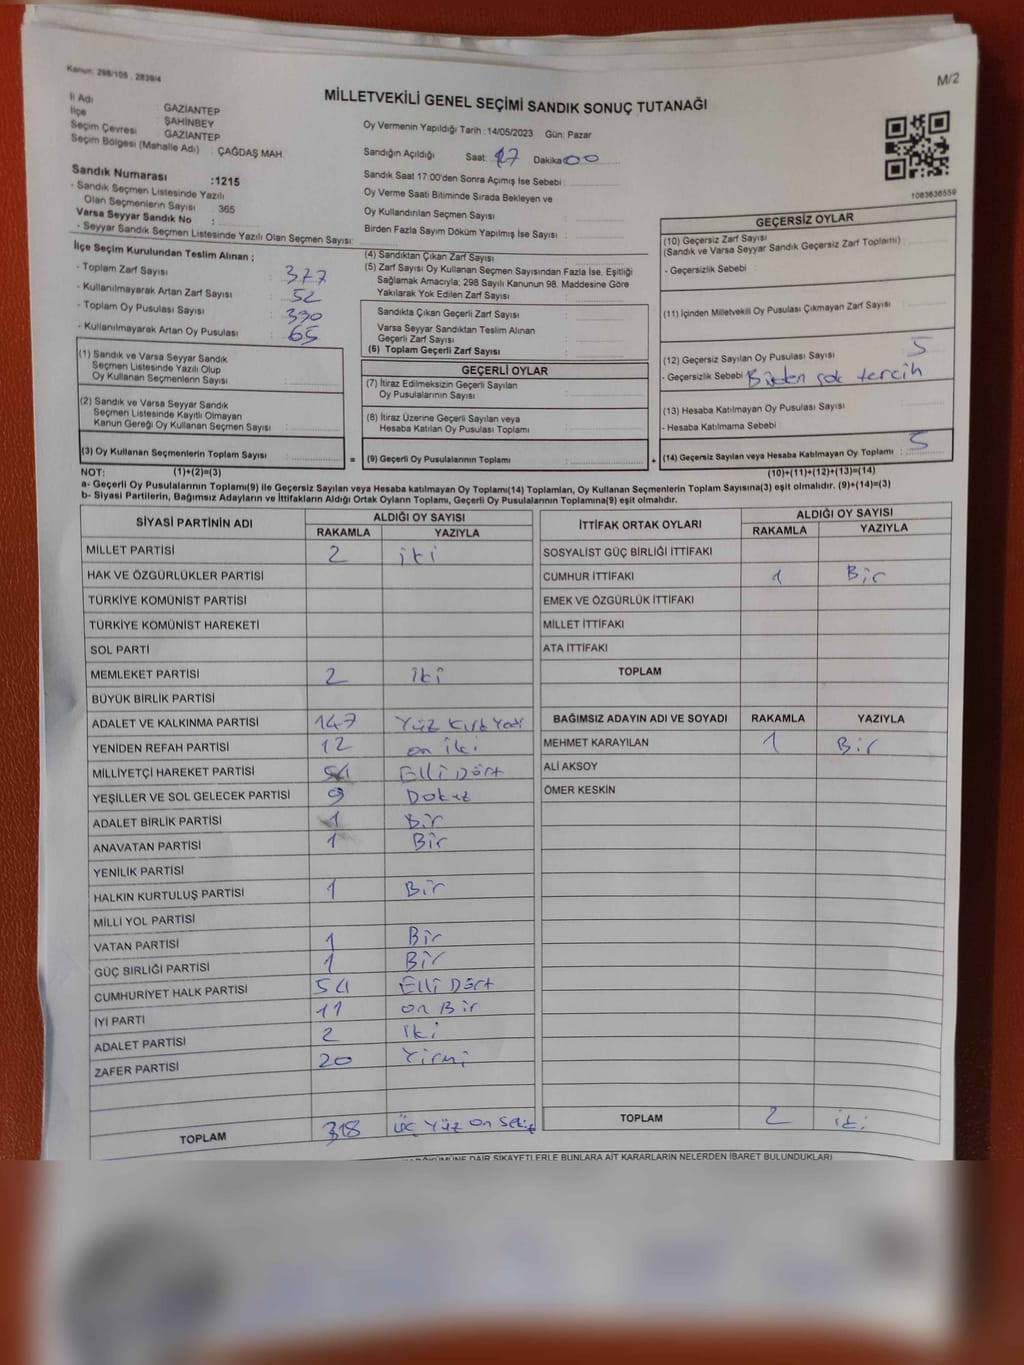 Kanun: 298/105 , 2839/4
M/2
MİLLETVEKİLİ GENEL SEÇİMİ SANDIK SONUÇ TUTANAĞI
İl Adı : GAZİANTEP
İlçe : ŞAHİNBEY
Seçim Çevresi : GAZİANTEP
Seçim Bölgesi (Mahalle Adı) : ÇAĞDAŞ MAH.
Sandık Numarası :1215
- Sandık Seçmen Listesinde Yazılı
Olan Seçmenlerin Sayısı : 365
Varsa Seyyar Sandık No :
- Seyyar Sandık Seçmen Listesinde Yazılı Olan Seçmen Sayısı:
Oy Vermenin Yapıldığı Tarih :14/05/2023 Gün: Pazar
Sandığın Açıldığı Saat: 17 Dakika: 00
Sandık Saat 17:00'den Sonra Açılmış İse Sebebi :
Oy Verme Saati Bitiminde Sırada Bekleyen ve
Oy Kullandırılan Seçmen Sayısı :
Birden Fazla Sayım Döküm Yapılmış İse Sayısı :
1083636559
İlçe Seçim Kurulundan Teslim Alınan ;
- Toplam Zarf Sayısı : 377
- Kullanılmayarak Artan Zarf Sayısı : 52
- Toplam Oy Pusulası Sayısı : 390
- Kullanılmayarak Artan Oy Pusulası : 65
(1) Sandık ve Varsa Seyyar Sandık
Seçmen Listesinde Yazılı Olup
Oy Kullanan Seçmenlerin Sayısı :
(2) Sandık ve Varsa Seyyar Sandık
Seçmen Listesinde Kayıtlı Olmayan
Kanun Gereği Oy Kullanan Seçmen Sayısı :
(3) Oy Kullanan Seçmenlerin Toplam Sayısı :
(4) Sandıktan Çıkan Zarf Sayısı :
(5) Zarf Sayısı Oy Kullanan Seçmen Sayısından Fazla İse, Eşitliği
Sağlamak Amacıyla; 298 Sayılı Kanunun 98. Maddesine Göre
Yakılarak Yok Edilen Zarf Sayısı :
Sandıkta Çıkan Geçerli Zarf Sayısı :
Varsa Seyyar Sandıktan Teslim Alınan
Geçerli Zarf Sayısı :
(6) Toplam Geçerli Zarf Sayısı :
GEÇERLİ OYLAR
(7) İtiraz Edilmeksizin Geçerli Sayılan
Oy Pusulalarının Sayısı :
(8) İtiraz Üzerine Geçerli Sayılan veya
Hesaba Katılan Oy Pusulası Toplamı :
= (9) Geçerli Oy Pusulalarının Toplamı :
GEÇERSİZ OYLAR
(10) Geçersiz Zarf Sayısı
(Sandık ve Varsa Seyyar Sandık Geçersiz Zarf Toplamı) :
- Geçersizlik Sebebi :
(11) İçinden Milletvekili Oy Pusulası Çıkmayan Zarf Sayısı :
(12) Geçersiz Sayılan Oy Pusulası Sayısı : 5
- Geçersizlik Sebebi : Birden çok tercih
(13) Hesaba Katılmayan Oy Pusulası Sayısı :
- Hesaba Katılmama Sebebi :
+ (14) Geçersiz Sayılan veya Hesaba Katılmayan Oy Toplamı : 5
NOT: (1)+(2)=(3) (10)+(11)+(12)+(13)=(14)
a- Geçerli Oy Pusulalarının Toplamı(9) ile Geçersiz Sayılan veya Hesaba katılmayan Oy Toplamı(14) Toplamları, Oy Kullanan Seçmenlerin Toplam Sayısına(3) eşit olmalıdır. (9)+(14)=(3)
b- Siyasi Partilerin, Bağımsız Adayların ve İttifakların Aldığı Ortak Oyların Toplamı, Geçerli Oy Pusulalarının Toplamına(9) eşit olmalıdır.
SİYASİ PARTİNİN ADI ALDIĞI OY SAYISI
RAKAMLA YAZIYLA
MİLLET PARTİSİ 2 iki
HAK VE ÖZGÜRLÜKLER PARTİSİ
TÜRKİYE KOMÜNİST PARTİSİ
TÜRKİYE KOMÜNİST HAREKETİ
SOL PARTİ
MEMLEKET PARTİSİ 2 iki
BÜYÜK BİRLİK PARTİSİ
ADALET VE KALKINMA PARTİSİ 147 Yüz Kırk Yedi
YENİDEN REFAH PARTİSİ 12 on iki
MİLLİYETÇİ HAREKET PARTİSİ 54 Elli Dört
YEŞİLLER VE SOL GELECEK PARTİSİ 9 Dokuz
ADALET BİRLİK PARTİSİ 1 Bir
ANAVATAN PARTİSİ 1 Bir
YENİLİK PARTİSİ
HALKIN KURTULUŞ PARTİSİ 1 Bir
MİLLİ YOL PARTİSİ
VATAN PARTİSİ 1 Bir
GÜÇ BİRLİĞİ PARTİSİ 1 Bir
CUMHURİYET HALK PARTİSİ 54 Elli Dört
İYİ PARTİ 11 on Bir
ADALET PARTİSİ 2 iki
ZAFER PARTİSİ 20 Yirmi
TOPLAM 318 üç Yüz on Sekiz
İTTİFAK ORTAK OYLARI ALDIĞI OY SAYISI
RAKAMLA YAZIYLA
SOSYALİST GÜÇ BİRLİĞİ İTTİFAKI
CUMHUR İTTİFAKI 1 Bir
EMEK VE ÖZGÜRLÜK İTTİFAKI
MİLLET İTTİFAKI
ATA İTTİFAKI
TOPLAM
BAĞIMSIZ ADAYIN ADI VE SOYADI RAKAMLA YAZIYLA
MEHMET KARAYILAN 1 Bir
ALİ AKSOY
ÖMER KESKİN
TOPLAM 2 iki
DÖKÜMÜNE DAİR ŞİKAYETLERLE BUNLARA AİT KARARLARIN NELERDEN İBARET BULUNDUKLARI